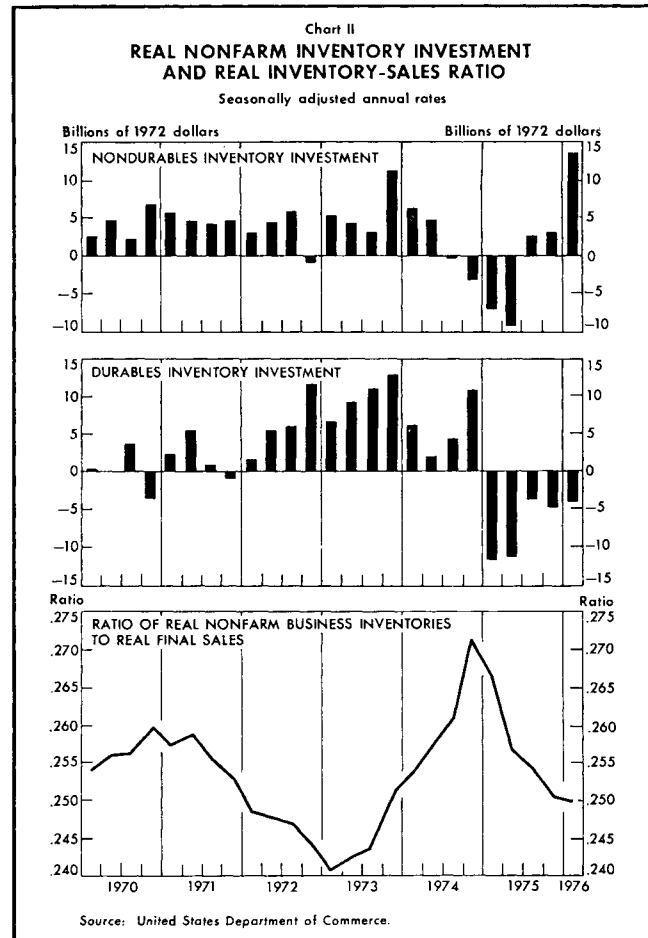 Chart II
REAL NONFARM INVENTORY INVESTMENT
AND REAL INVENTORY-SALES RATIO
Seasonally adjusted annual rates
Billions of 1972 dollars Billions of 1972 dollars
NONDURABLES INVENTORY INVESTMENT
15 15
10 10
5 5
0 0
−5 −5
−10 −10
DURABLES INVENTORY INVESTMENT
15 15
10 10
5 5
0 0
−5 −5
−10 −10
−15 −15
Ratio Ratio
RATIO OF REAL NONFARM BUSINESS INVENTORIES
TO REAL FINAL SALES
.275 .275
.270 .270
.265 .265
.260 .260
.255 .255
.250 .250
.245 .245
.240 .240
1970 1971 1972 1973 1974 1975 1976
Source: United States Department of Commerce.